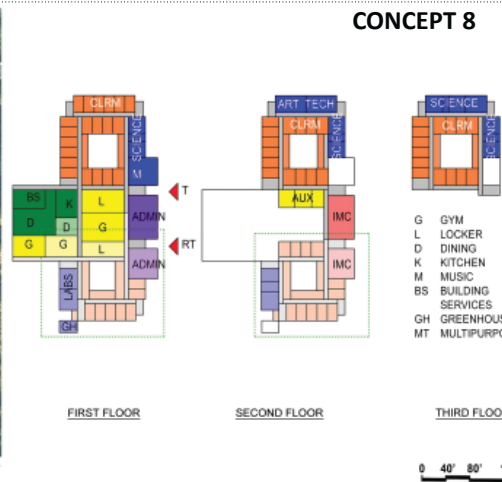 CONCEPT 8
CLRM
SCIENCE
M
BS
K
L
D
D
G
G
G
L
ADMIN
ADMIN
T
RT
LABS
GH
FIRST FLOOR
ART TECH
CLRM
SCIENCE
AUX
IMC
IMC
SECOND FLOOR
SCIENCE
CLRM
SCIENCE
G GYM
L LOCKER
D DINING
K KITCHEN
M MUSIC
BS BUILDING
SERVICES
GH GREENHOUS
MT MULTIPURPO
THIRD FLOO
0 40' 80'